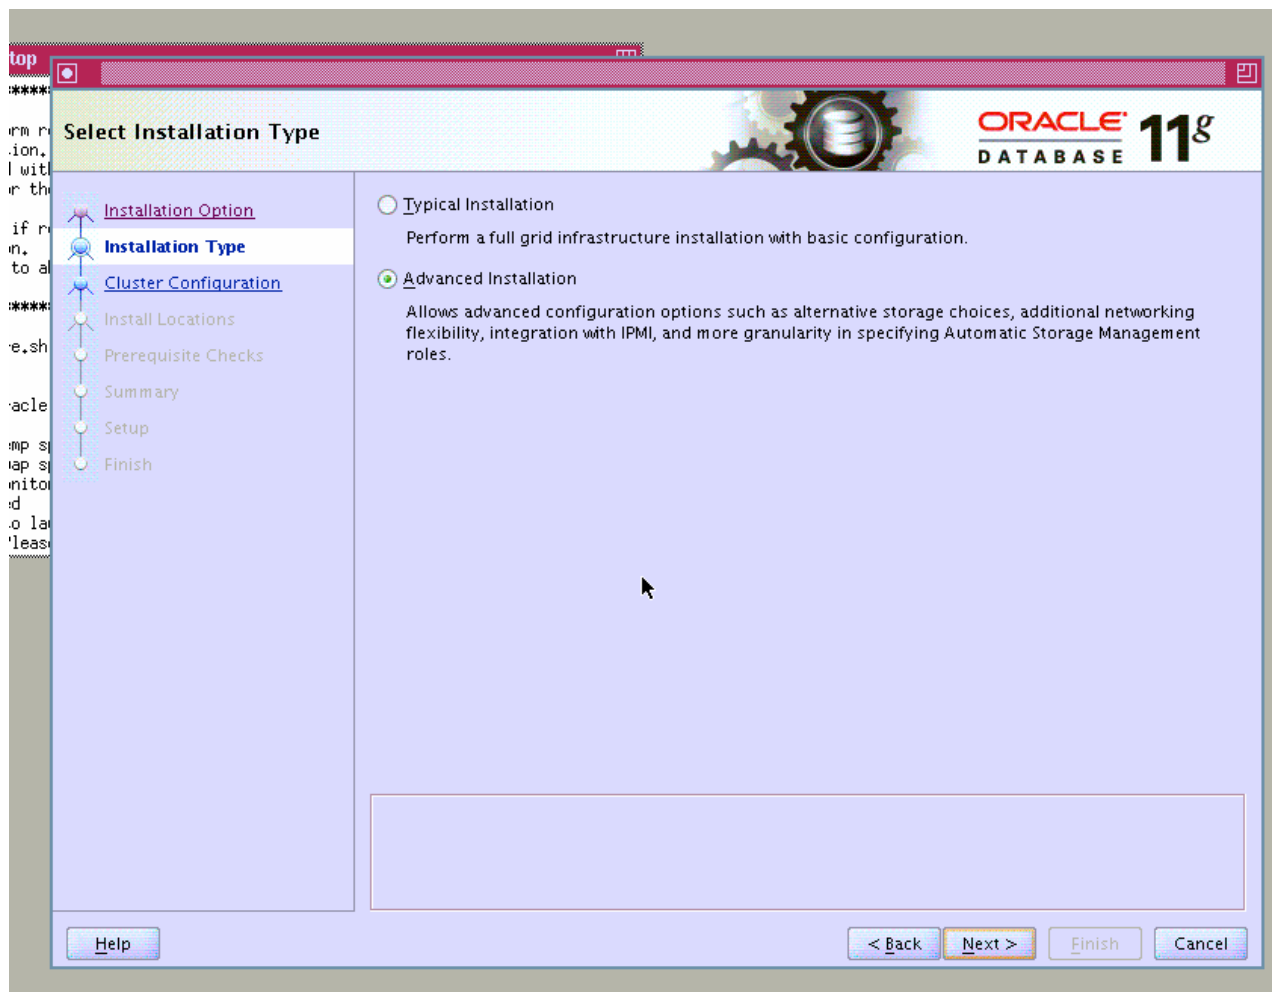 top
Select Installation Type
ORACLE
DATABASE
11g
Installation Option
Installation Type
Cluster Configuration
Install Locations
Prerequisite Checks
Summary
Setup
Finish
Typical Installation
Perform a full grid infrastructure installation with basic configuration.
Advanced Installation
Allows advanced configuration options such as alternative storage choices, additional networking
flexibility, integration with IPMI, and more granularity in specifying Automatic Storage Management
roles.
Help
< Back
Next >
Finish
Cancel